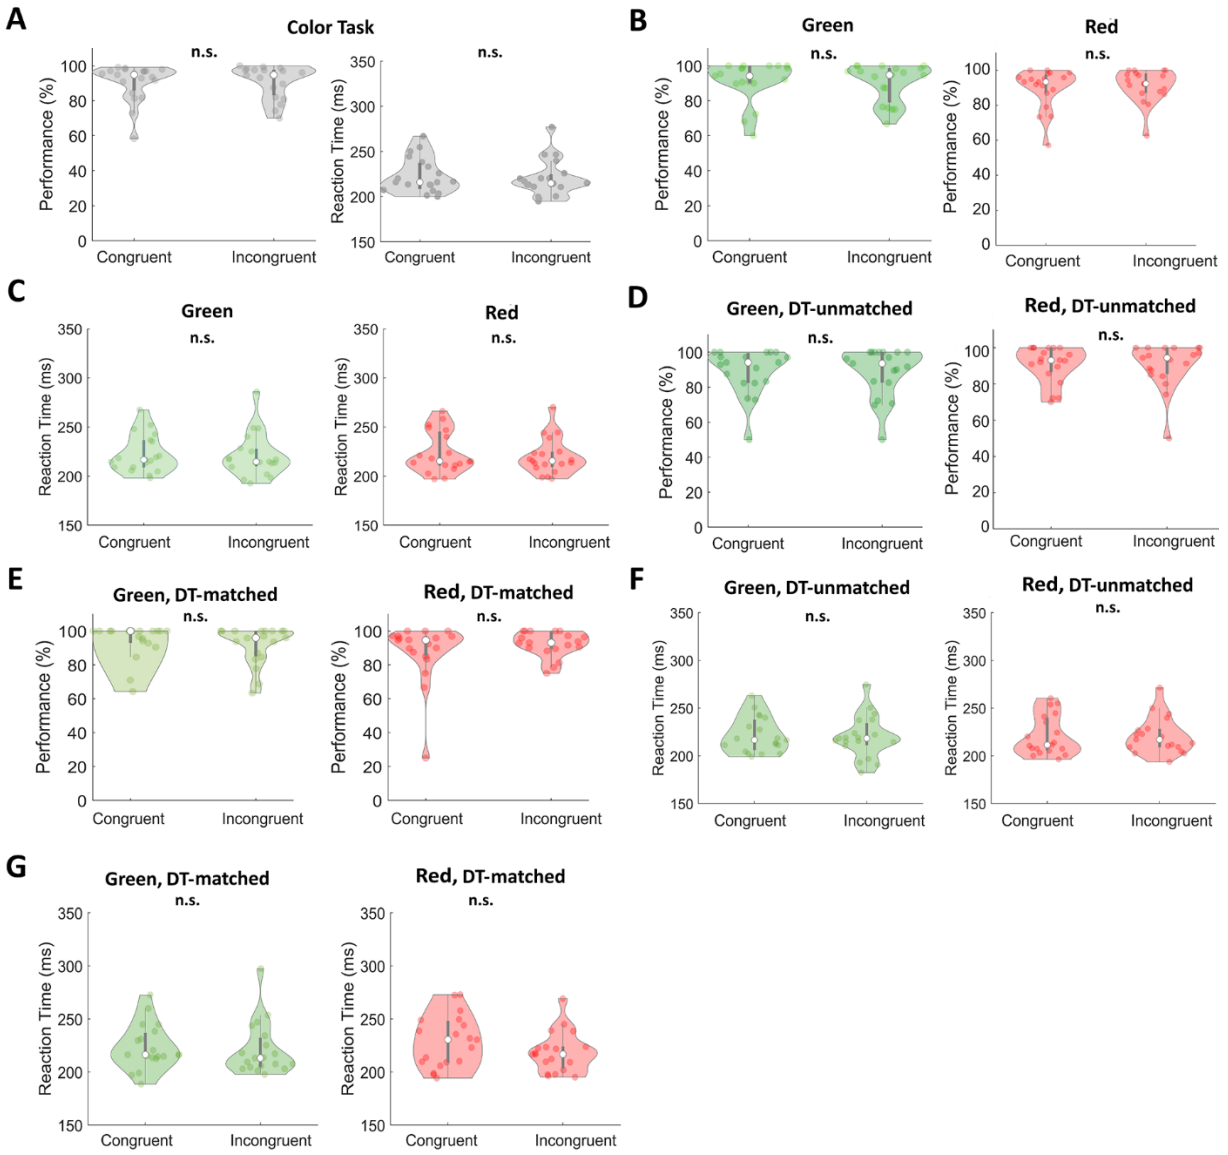 A
Color Task
n.s.
n.s.
Performance (%)
100
80
60
40
20
0
Congruent
Incongruent
Reaction Time (ms)
350
300
250
200
150
Congruent
Incongruent
B
Green
n.s.
Performance (%)
100
80
60
40
20
0
Congruent
Incongruent
Red
n.s.
Performance (%)
100
80
60
40
20
0
Congruent
Incongruent
C
Green
n.s.
Reaction Time (ms)
350
300
250
200
150
Congruent
Incongruent
Red
n.s.
Reaction Time (ms)
350
300
250
200
150
Congruent
Incongruent
D
Green, DT-unmatched
n.s.
Performance (%)
100
80
60
40
20
0
Congruent
Incongruent
Red, DT-unmatched
n.s.
Performance (%)
100
80
60
40
20
0
Congruent
Incongruent
E
Green, DT-matched
n.s.
Performance (%)
100
80
60
40
20
0
Congruent
Incongruent
Red, DT-matched
n.s.
Performance (%)
100
80
60
40
20
0
Congruent
Incongruent
F
Green, DT-unmatched
n.s.
Reaction Time (ms)
350
300
250
200
150
Congruent
Incongruent
Red, DT-unmatched
n.s.
Reaction Time (ms)
350
300
250
200
150
Congruent
Incongruent
G
Green, DT-matched
n.s.
Reaction Time (ms)
350
300
250
200
150
Congruent
Incongruent
Red, DT-matched
n.s.
Reaction Time (ms)
350
300
250
200
150
Congruent
Incongruent